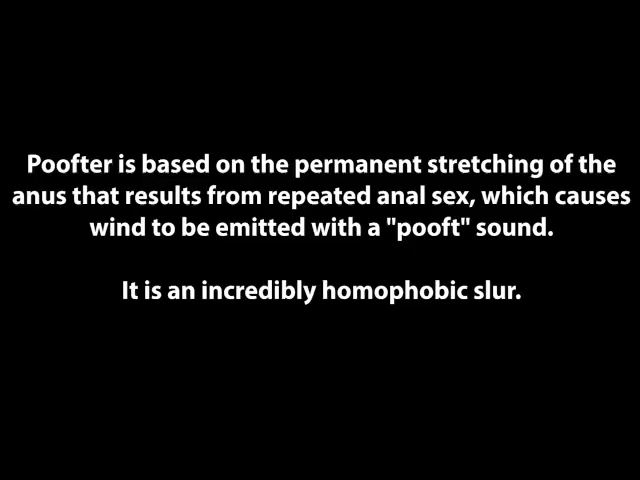 Poofter is based on the permanent stretching of the
anus that results from repeated anal sex, which causes
wind to be emitted with a "pooft" sound.
It is an incredibly homophobic slur.